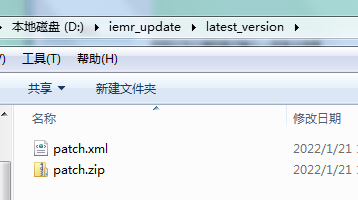 本地磁盘 (D:) ▸ iemr_update ▸ latest_version ▸
) 工具(T) 帮助(H)
共享 新建文件夹
名称 修改日期
patch.xml 2022/1/21
patch.zip 2022/1/21